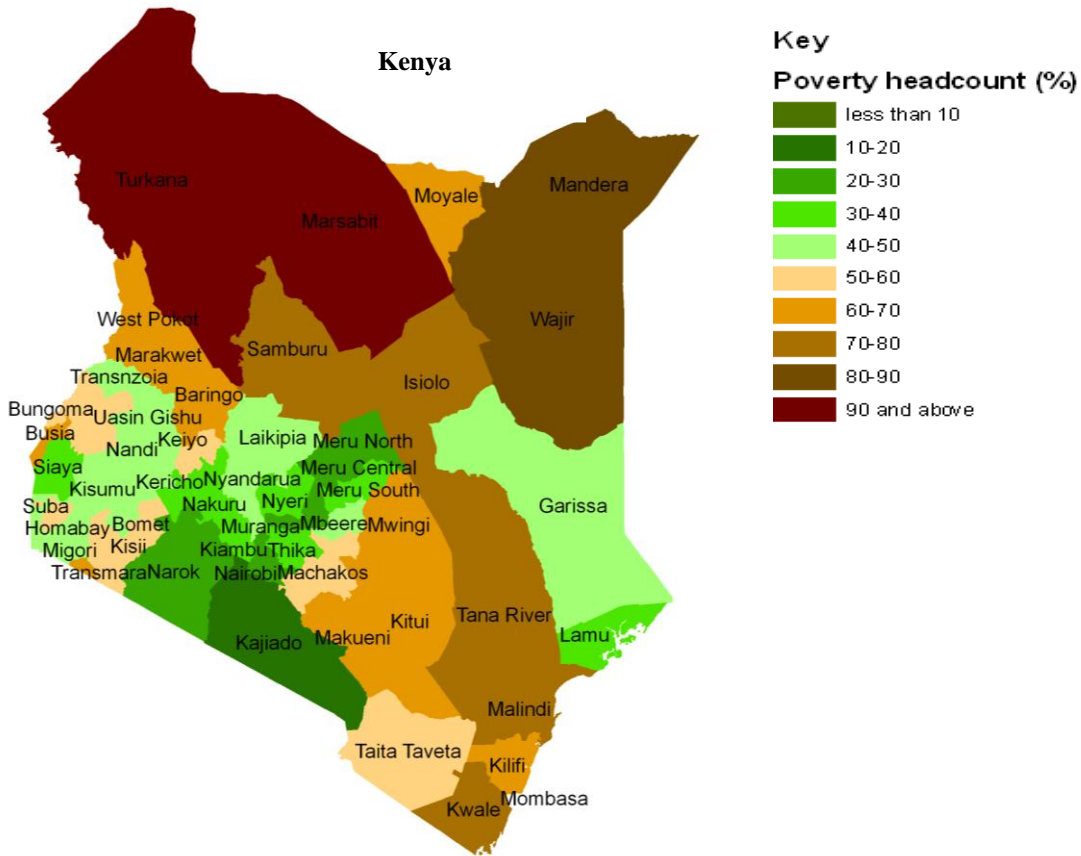 Kenya
Key
Poverty headcount (%)
less than 10
10-20
20-30
30-40
40-50
50-60
60-70
70-80
80-90
90 and above
Turkana
Marsabit
Moyale
Mandera
Wajir
West Pokot
Marakwet
Samburu
Isiolo
Transnzoia
Baringo
Bungoma
Uasin Gishu
Busia
Nandi
Keiyo
Laikipia
Meru North
Siaya
Kisumu
Kericho
Nyandarua
Meru Central
Meru South
Garissa
Suba
Nakuru
Nyeri
Homabay
Bomet
Muranga
Mbeere
Mwingi
Migori
Kisii
Kiambu
Thika
Transmara
Narok
Nairobi
Machakos
Kajiado
Makueni
Kitui
Tana River
Lamu
Malindi
Taita Taveta
Kilifi
Kwale
Mombasa